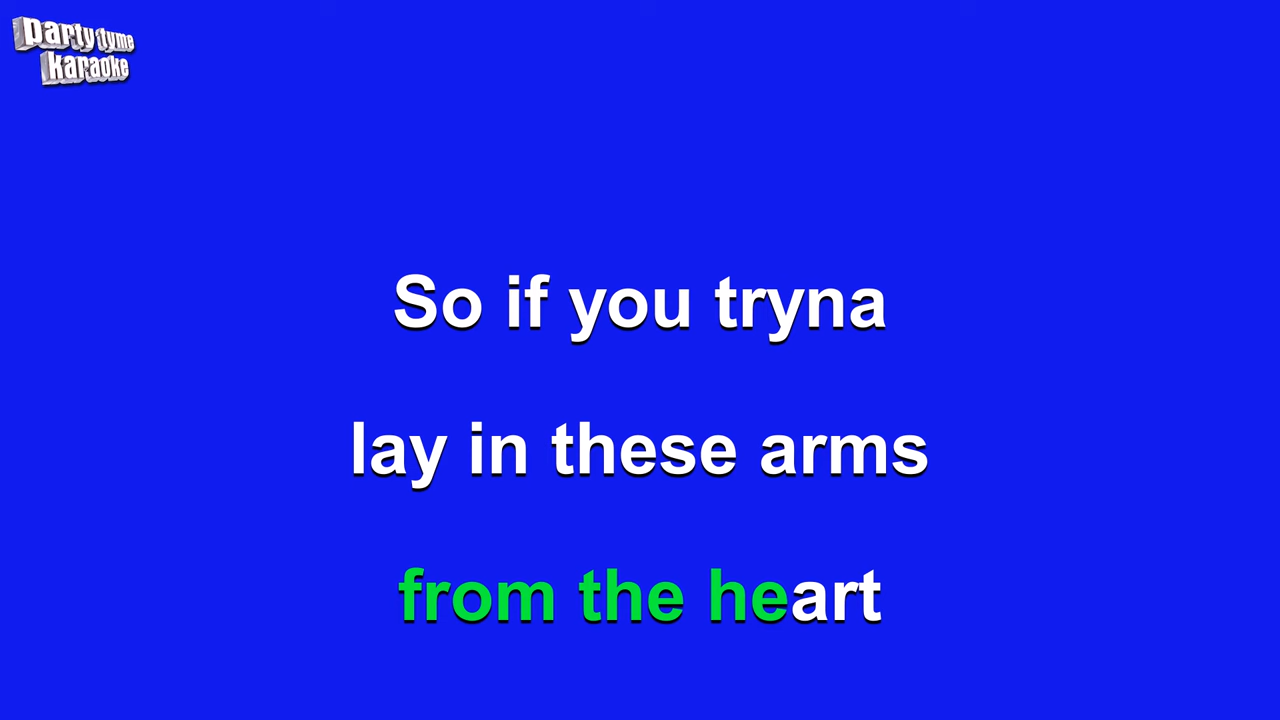 party tyme
karaoke
So if you tryna
lay in these arms
from the heart